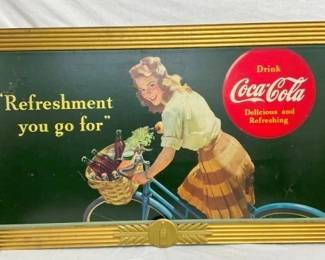 "Refreshment
you go for"
Drink
Coca-Cola
Delicious and
Refreshing